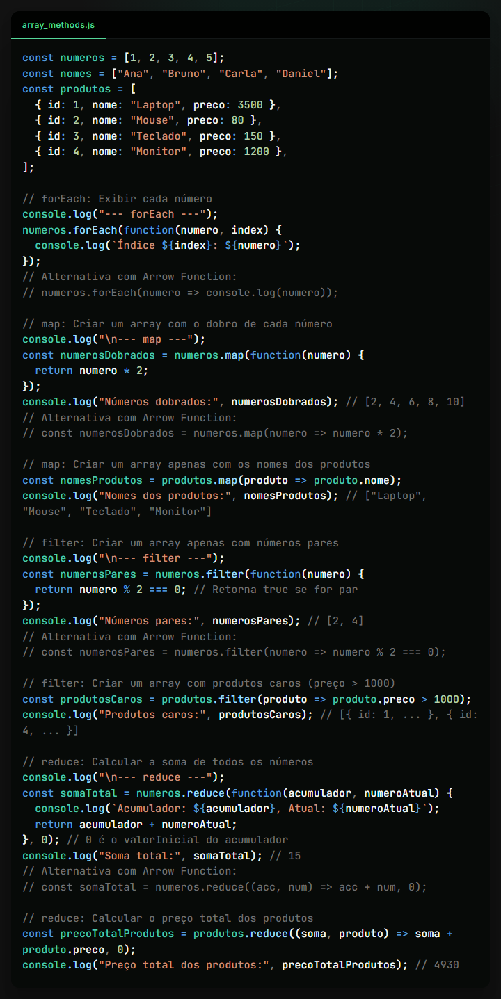 array_methods.js
const numeros = [1, 2, 3, 4, 5];
const nomes = ["Ana", "Bruno", "Carla", "Daniel"];
const produtos = [
  { id: 1, nome: "Laptop", preco: 3500 },
  { id: 2, nome: "Mouse", preco: 80 },
  { id: 3, nome: "Teclado", preco: 150 },
  { id: 4, nome: "Monitor", preco: 1200 },
];

// forEach: Exibir cada número
console.log("--- forEach ---");
numeros.forEach(function(numero, index) {
  console.log(`Índice ${index}: ${numero}`);
});
// Alternativa com Arrow Function:
// numeros.forEach(numero => console.log(numero));

// map: Criar um array com o dobro de cada número
console.log("\n--- map ---");
const numerosDobrados = numeros.map(function(numero) {
  return numero * 2;
});
console.log("Números dobrados:", numerosDobrados); // [2, 4, 6, 8, 10]
// Alternativa com Arrow Function:
// const numerosDobrados = numeros.map(numero => numero * 2);

// map: Criar um array apenas com os nomes dos produtos
const nomesProdutos = produtos.map(produto => produto.nome);
console.log("Nomes dos produtos:", nomesProdutos); // ["Laptop",
"Mouse", "Teclado", "Monitor"]

// filter: Criar um array apenas com números pares
console.log("\n--- filter ---");
const numerosPares = numeros.filter(function(numero) {
  return numero % 2 === 0; // Retorna true se for par
});
console.log("Números pares:", numerosPares); // [2, 4]
// Alternativa com Arrow Function:
// const numerosPares = numeros.filter(numero => numero % 2 === 0);

// filter: Criar um array com produtos caros (preço > 1000)
const produtosCaros = produtos.filter(produto => produto.preco > 1000);
console.log("Produtos caros:", produtosCaros); // [{ id: 1, ... }, { id:
4, ... }]

// reduce: Calcular a soma de todos os números
console.log("\n--- reduce ---");
const somaTotal = numeros.reduce(function(acumulador, numeroAtual) {
  console.log(`Acumulador: ${acumulador}, Atual: ${numeroAtual}`);
  return acumulador + numeroAtual;
}, 0); // 0 é o valorInicial do acumulador
console.log("Soma total:", somaTotal); // 15
// Alternativa com Arrow Function:
// const somaTotal = numeros.reduce((acc, num) => acc + num, 0);

// reduce: Calcular o preço total dos produtos
const precoTotalProdutos = produtos.reduce((soma, produto) => soma +
produto.preco, 0);
console.log("Preço total dos produtos:", precoTotalProdutos); // 4930